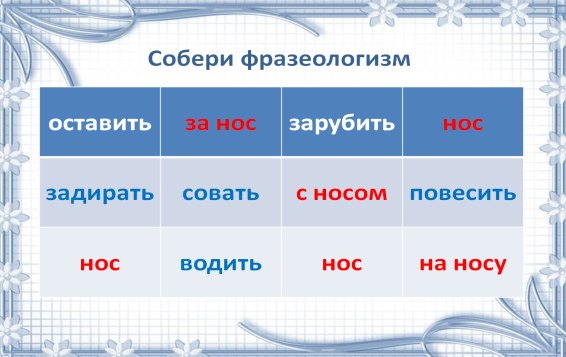 Собери фразеологизм
оставить за нос зарубить нос
задирать совать с носом повесить
нос водить нос на носу